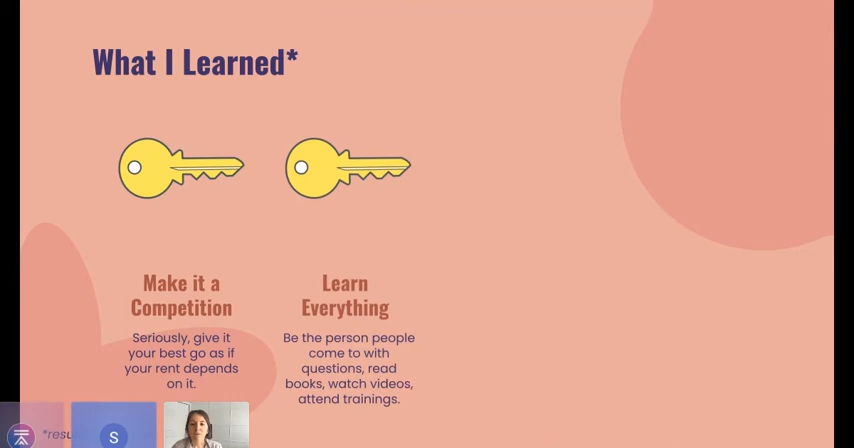 What I Learned*
Make it a
Competition
Seriously, give it
your best go as if
your rent depends
on it.
Learn
Everything
Be the person people
come to with
questions, read
books, watch videos,
attend trainings.
S